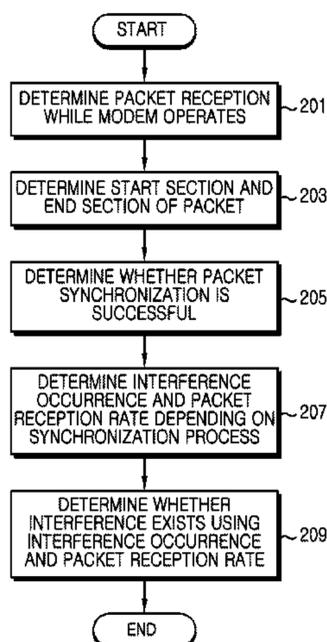 START
DETERMINE PACKET RECEPTION
WHILE MODEM OPERATES
201
DETERMINE START SECTION AND
END SECTION OF PACKET
203
DETERMINE WHETHER PACKET
SYNCHRONIZATION IS
SUCCESSFUL
205
DETERMINE INTERFERENCE
OCCURRENCE AND PACKET
RECEPTION RATE DEPENDING ON
SYNCHRONIZATION PROCESS
207
DETERMINE WHETHER
INTERFERENCE EXISTS USING
INTERFERENCE OCCURRENCE
AND PACKET RECEPTION RATE
209
END